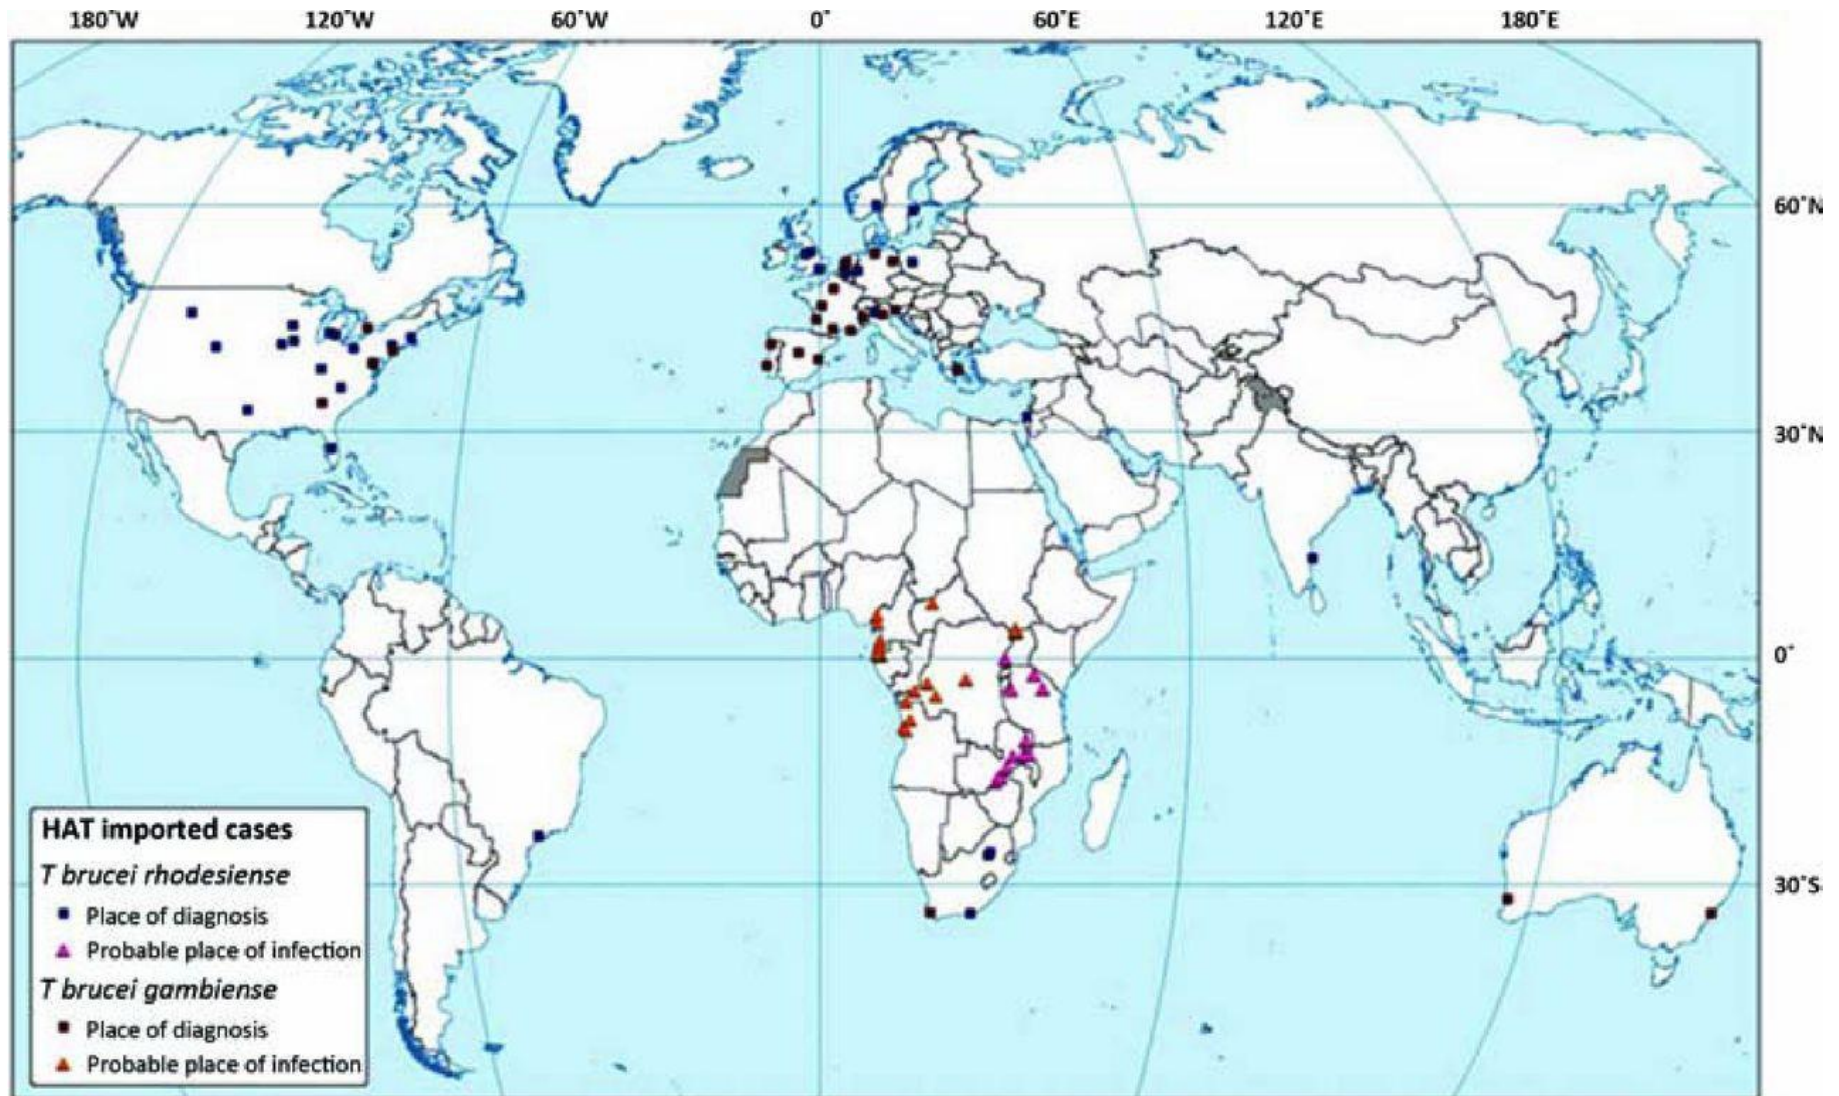 180°W 120°W 60°W 0° 60°E 120°E 180°E
60°N
30°N
0°
30°S
HAT imported cases
T brucei rhodesiense
Place of diagnosis
Probable place of infection
T brucei gambiense
Place of diagnosis
Probable place of infection